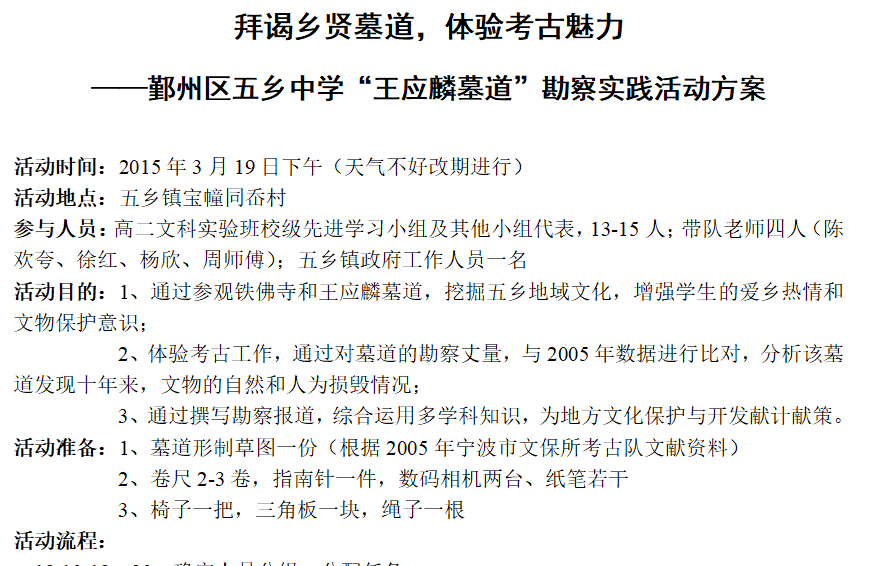 拜谒乡贤墓道，体验考古魅力
——鄞州区五乡中学“王应麟墓道”勘察实践活动方案
活动时间：2015年3月19日下午（天气不好改期进行）
活动地点：五乡镇宝幢同岙村
参与人员：高二文科实验班校级先进学习小组及其他小组代表，13-15人；带队老师四人（陈
欢夸、徐红、杨欣、周师傅）；五乡镇政府工作人员一名
活动目的：1、通过参观铁佛寺和王应麟墓道，挖掘五乡地域文化，增强学生的爱乡热情和
文物保护意识；
2、体验考古工作，通过对墓道的勘察丈量，与2005年数据进行比对，分析该墓
道发现十年来，文物的自然和人为损毁情况；
3、通过撰写勘察报道，综合运用多学科知识，为地方文化保护与开发献计献策。
活动准备：1、墓道形制草图一份（根据2005年宁波市文保所考古队文献资料）
2、卷尺2-3卷，指南针一件，数码相机两台、纸笔若干
3、椅子一把，三角板一块，绳子一根
活动流程：